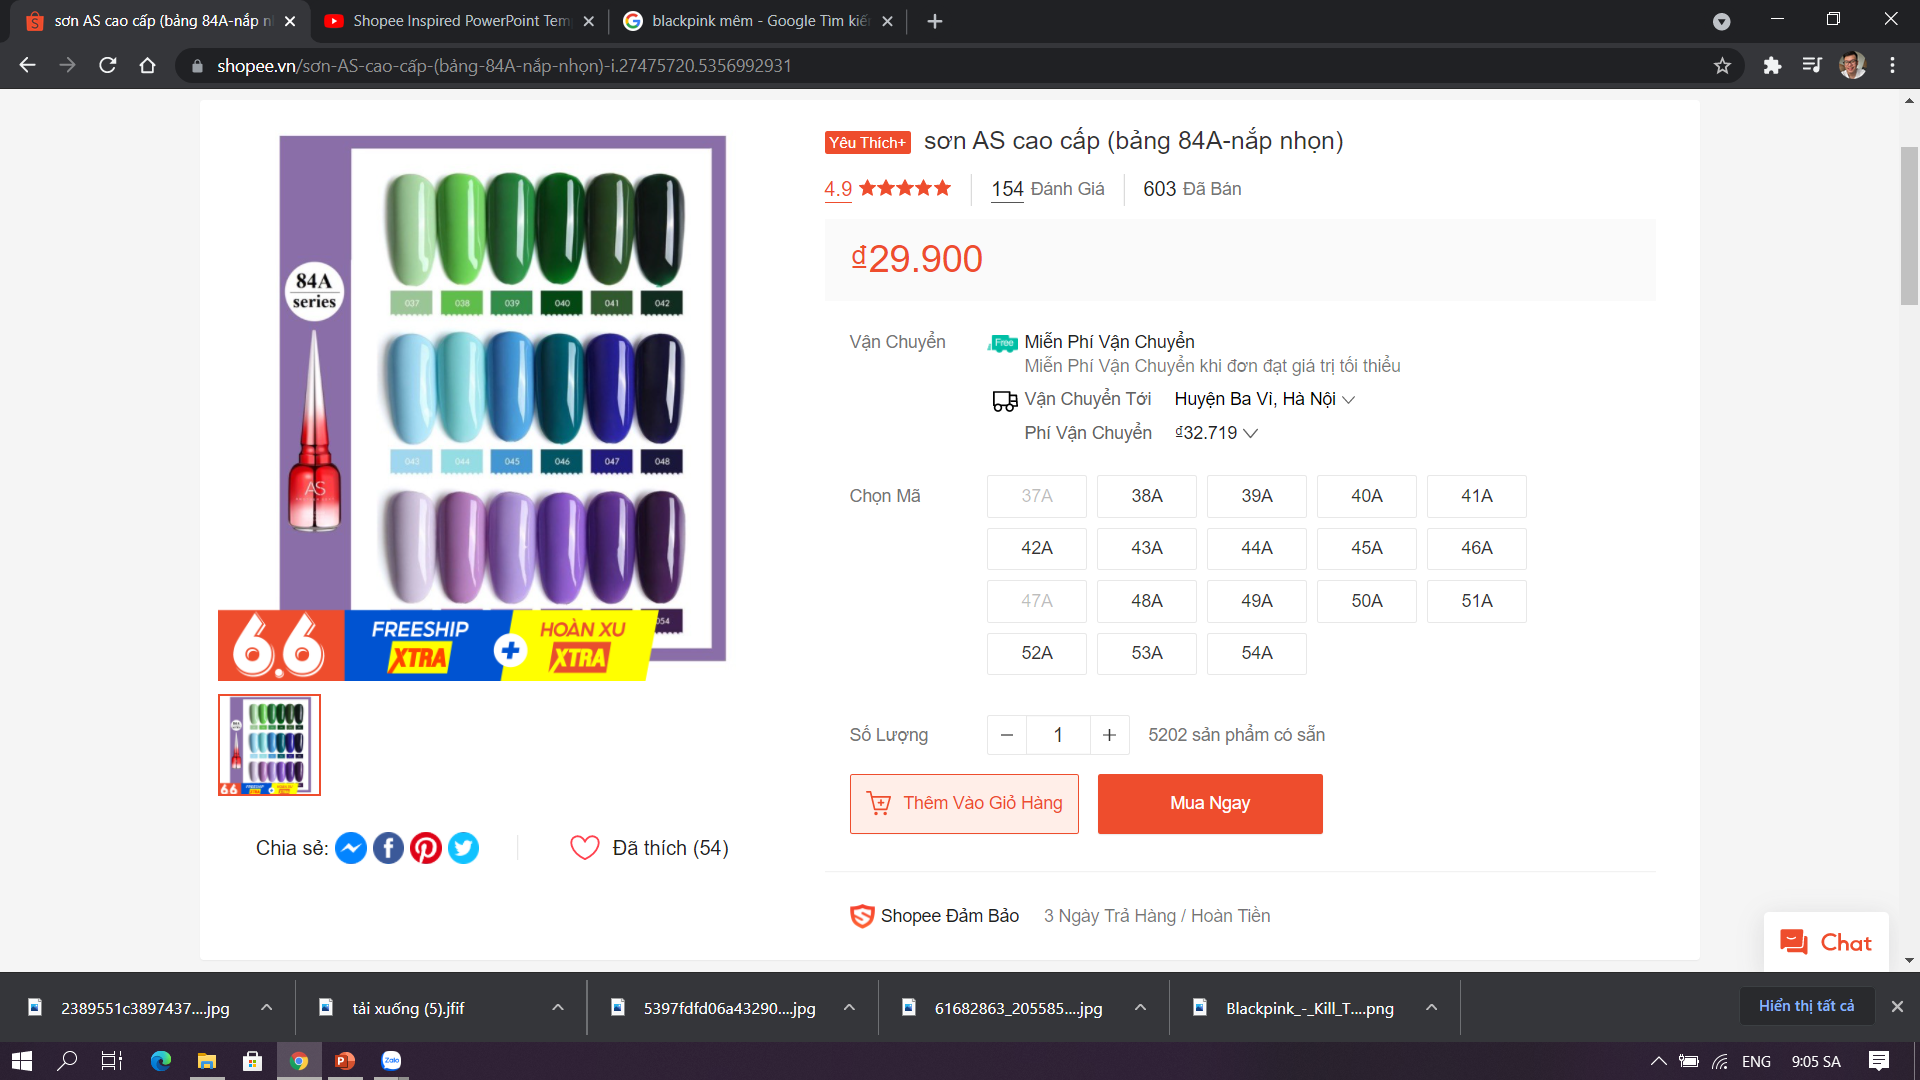 sơn AS cao cấp (bảng 84A-nắp n
Shopee Inspired PowerPoint Tem
blackpink mêm - Google Tìm kiế
shopee.vn/sơn-AS-cao-cấp-(bảng-84A-nắp-nhọn)-i.27475720.5356992931
84A
series
AS
037 038 039 040 041 042
043 044 045 046 047 048
054
6.6
FREESHIP
XTRA
+
HOÀN XU
XTRA
Yêu Thích+ sơn AS cao cấp (bảng 84A-nắp nhọn)
4.9 154 Đánh Giá 603 Đã Bán
₫29.900
Vận Chuyển
Free Miễn Phí Vận Chuyển
Miễn Phí Vận Chuyển khi đơn đạt giá trị tối thiểu
Vận Chuyển Tới Huyện Ba Vì, Hà Nội
Phí Vận Chuyển ₫32.719
Chọn Mã
37A 38A 39A 40A 41A
42A 43A 44A 45A 46A
47A 48A 49A 50A 51A
52A 53A 54A
Số Lượng 1 5202 sản phẩm có sẵn
Thêm Vào Giỏ Hàng Mua Ngay
Chia sẻ: Đã thích (54)
Shopee Đảm Bảo 3 Ngày Trả Hàng / Hoàn Tiền
Chat
2389551c3897437....jpg
tải xuống (5).jfif
5397fdfd06a43290....jpg
61682863_205585....jpg
Blackpink_-_Kill_T....png
Hiển thị tất cả
Zalo
ENG 9:05 SA